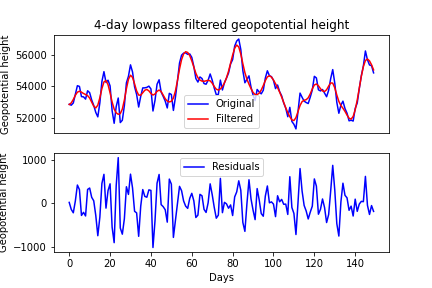 4-day lowpass filtered geopotential height
Geopotential height
56000
54000
52000
Original
Filtered
Geopotential height
1000
0
−1000
Residuals
0 20 40 60 80 100 120 140
Days